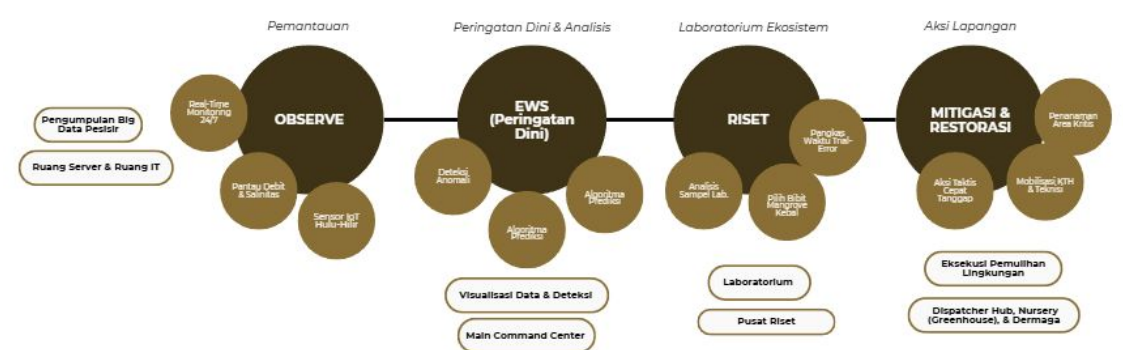 Pemantauan
Peringatan Dini & Analisis
Laboratorium Ekosistem
Aksi Lapangan
OBSERVE
Real-Time
Monitoring
24/7
Pantau Debit
& Salinitas
Sensor IoT
Hulu-Hilir
Pengumpulan Big
Data Pesisir
Ruang Server & Ruang IT
EWS
(Peringatan
Dini)
Deteksi
Anomali
Algoritma
Prediksi
Algoritma
Prediksi
Visualisasi Data & Deteksi
Main Command Center
RISET
Pangkas
Waktu Trial-
Error
Analisis
Sampel Lab.
Pilih Bibit
Mangrove
Kebal
Laboratorium
Pusat Riset
MITIGASI &
RESTORASI
Penanaman
Area Kritis
Aksi Taktis
Cepat
Tanggap
Mobilisasi KTH
& Teknisi
Eksekusi Pemulihan
Lingkungan
Dispatcher Hub, Nursery
(Greenhouse), & Dermaga